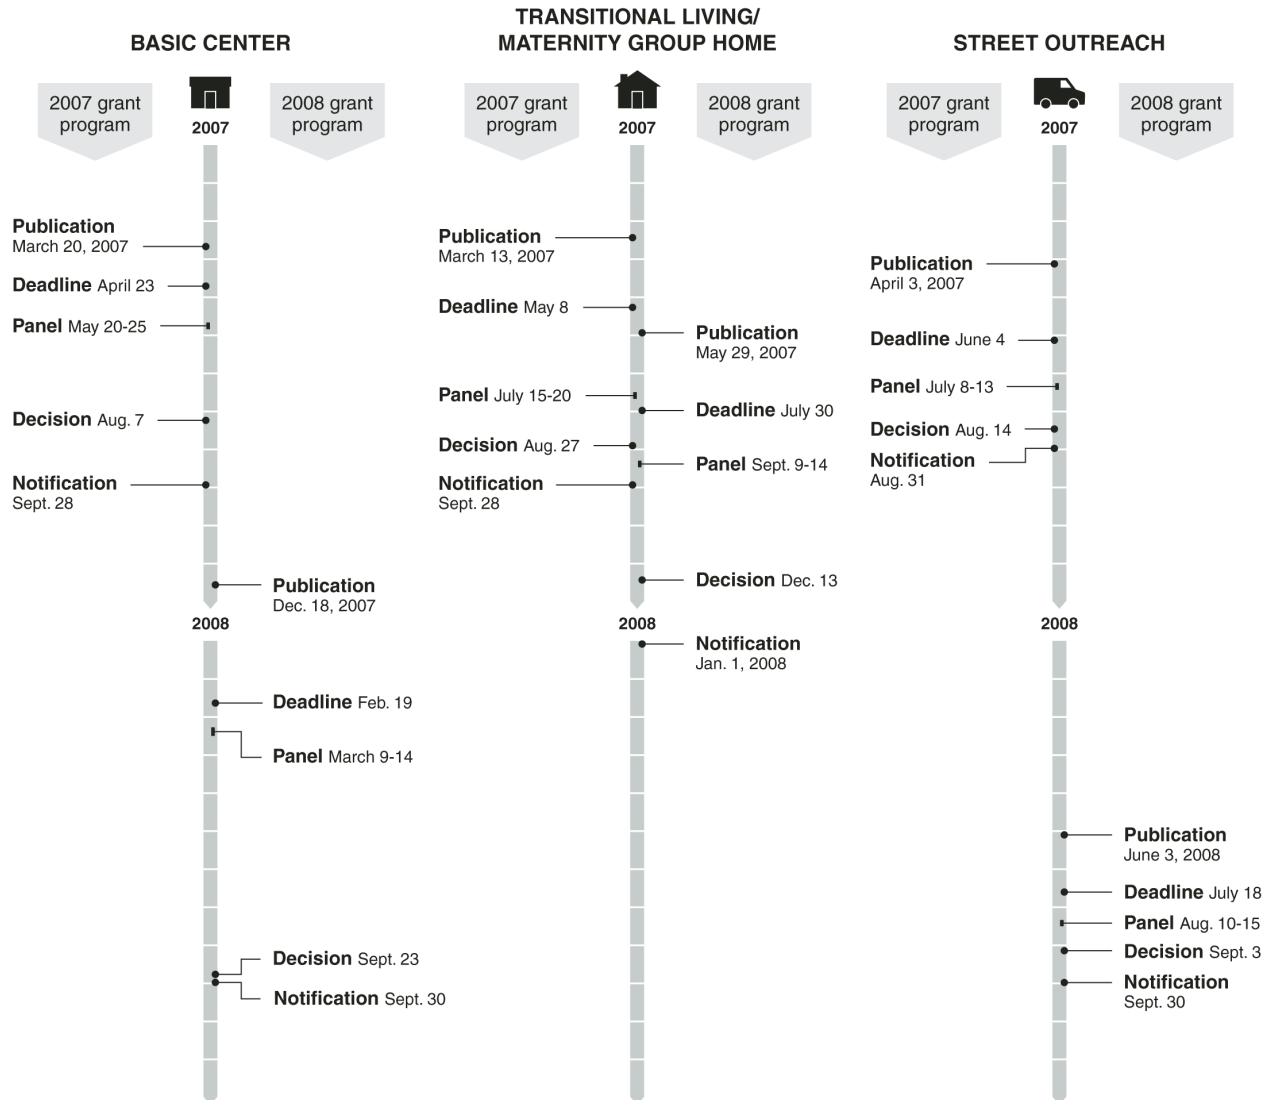 BASIC CENTER
2007 grant
program
2007
2008 grant
program
Publication
March 20, 2007
Deadline April 23
Panel May 20-25
Decision Aug. 7
Notification
Sept. 28
Publication
Dec. 18, 2007
2008
Deadline Feb. 19
Panel March 9-14
Decision Sept. 23
Notification Sept. 30
TRANSITIONAL LIVING/
MATERNITY GROUP HOME
2007 grant
program
2007
2008 grant
program
Publication
March 13, 2007
Deadline May 8
Publication
May 29, 2007
Panel July 15-20
Deadline July 30
Decision Aug. 27
Panel Sept. 9-14
Notification
Sept. 28
Decision Dec. 13
2008
Notification
Jan. 1, 2008
STREET OUTREACH
2007 grant
program
2007
2008 grant
program
Publication
April 3, 2007
Deadline June 4
Panel July 8-13
Decision Aug. 14
Notification
Aug. 31
2008
Publication
June 3, 2008
Deadline July 18
Panel Aug. 10-15
Decision Sept. 3
Notification
Sept. 30